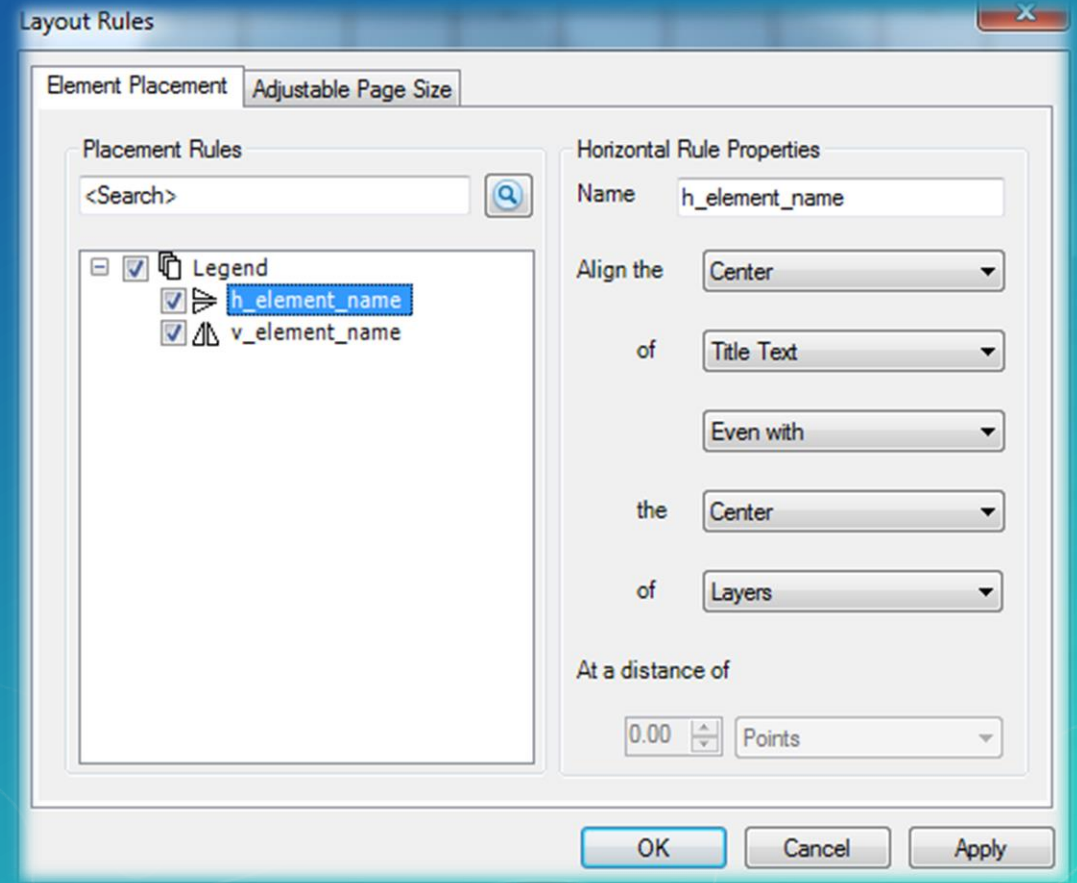 Layout Rules
Element Placement
Adjustable Page Size
Placement Rules
<Search>
Legend
h_element_name
v_element_name
Horizontal Rule Properties
Name h_element_name
Align the Center
of Title Text
Even with
the Center
of Layers
At a distance of
0.00 Points
OK Cancel Apply